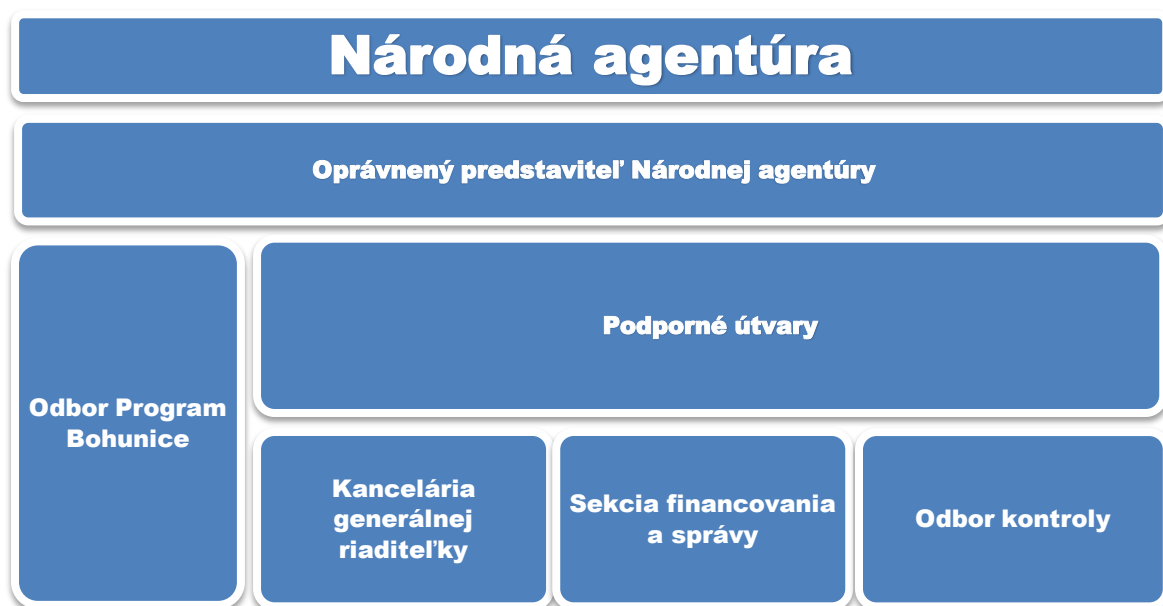 Národná agentúra
Oprávnený predstaviteľ Národnej agentúry
Podporné útvary
Odbor Program
Bohunice
Kancelária
generálnej
riaditeľky
Sekcia financovania
a správy
Odbor kontroly